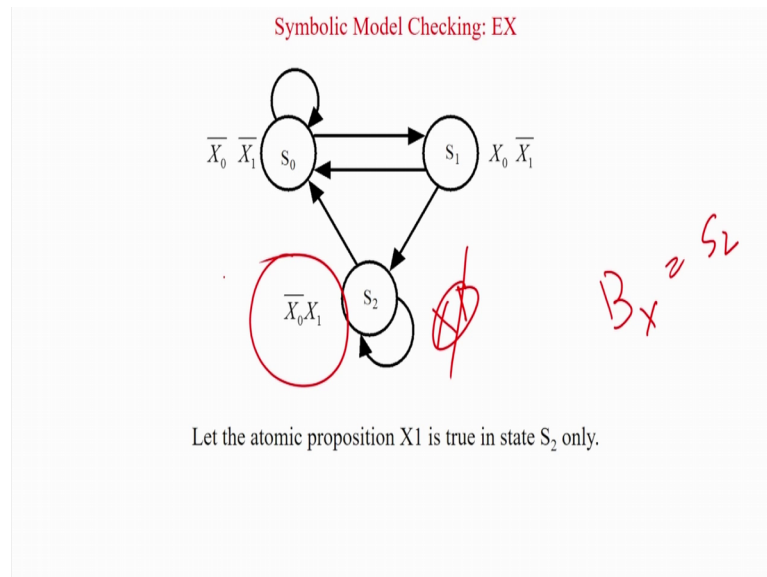 Symbolic Model Checking: EX
X̅₀ X̅₁ S₀ S₁ X₀ X̅₁
S₂
X̅₀X₁
Bₓ = S₂
Let the atomic proposition X1 is true in state S₂ only.